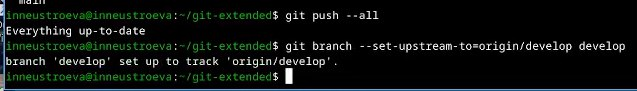 main
inneustroeva@inneustroeva:~/git-extended$ git push --all
Everything up-to-date
inneustroeva@inneustroeva:~/git-extended$ git branch --set-upstream-to=origin/develop develop
branch 'develop' set up to track 'origin/develop'.
inneustroeva@inneustroeva:~/git-extended$